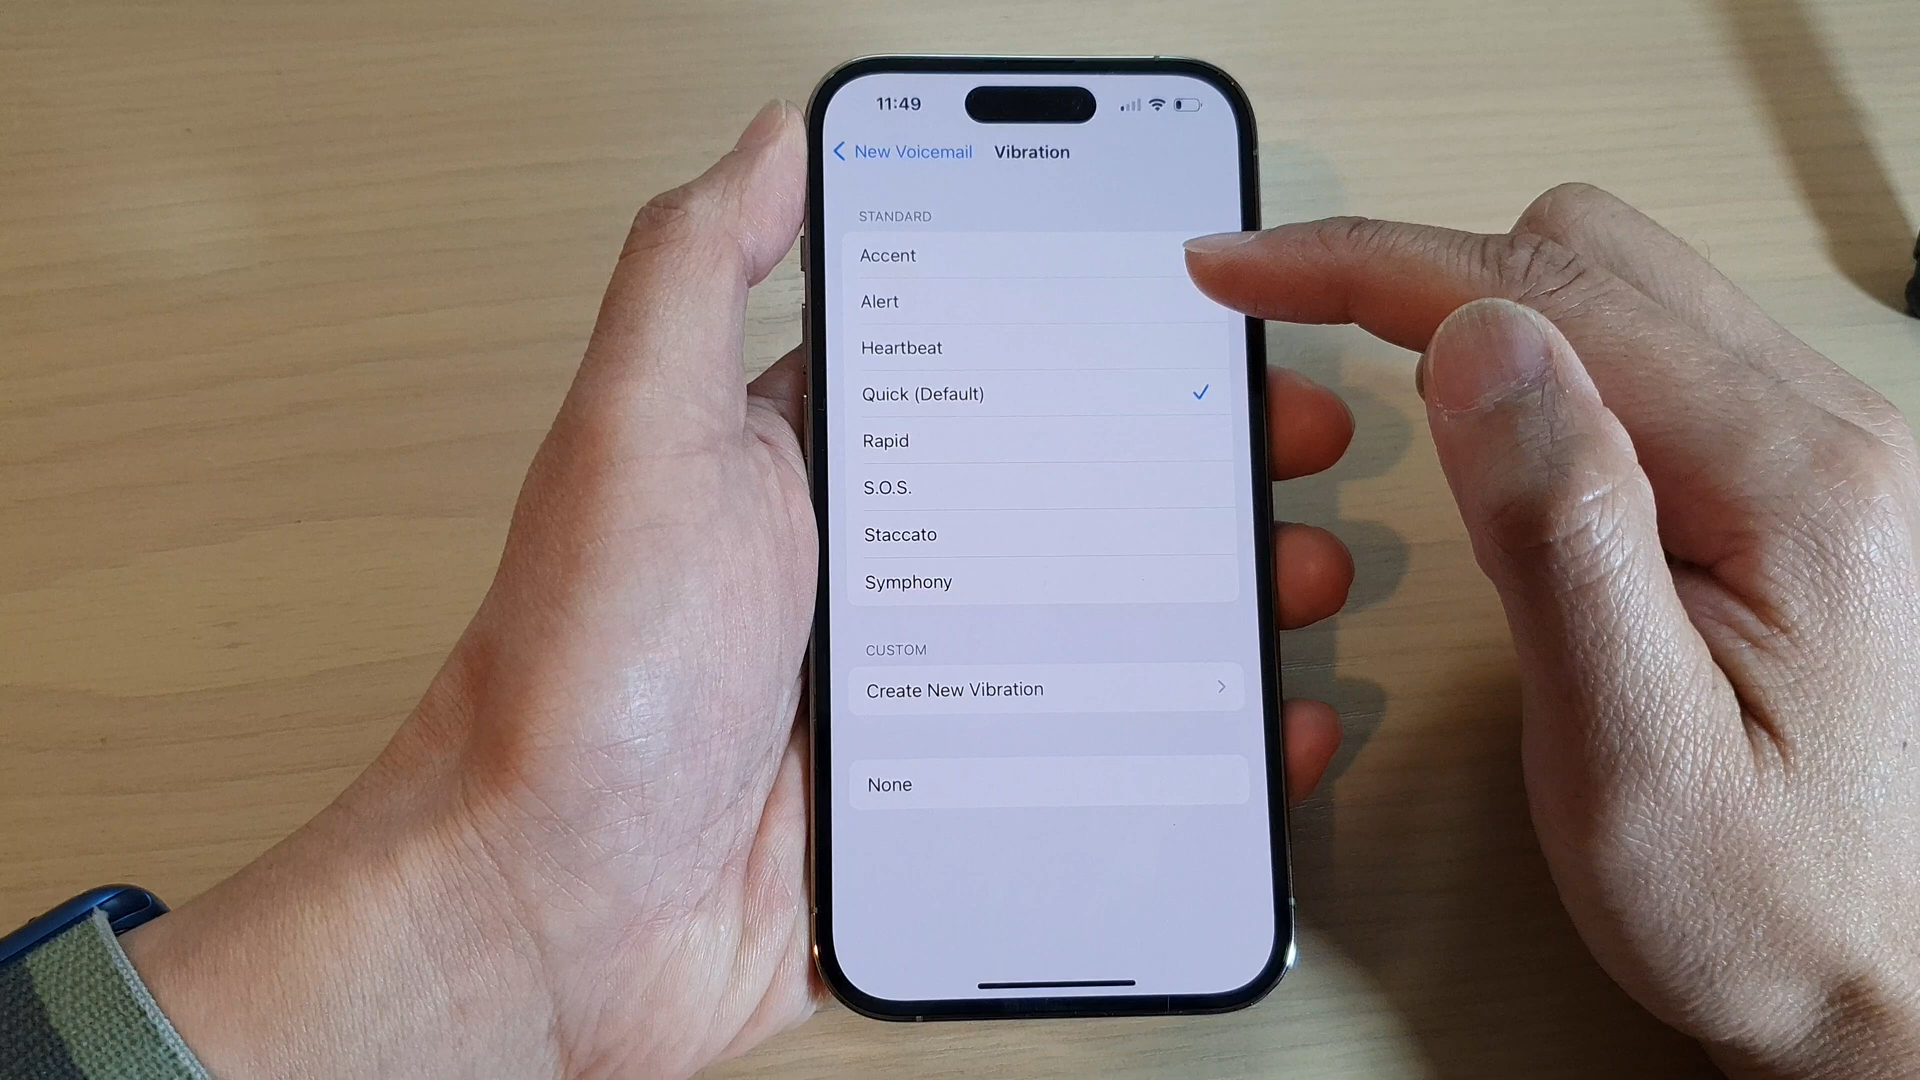 11:49
New Voicemail Vibration
STANDARD
Accent
Alert
Heartbeat
Quick (Default)
Rapid
S.O.S.
Staccato
Symphony
CUSTOM
Create New Vibration
None